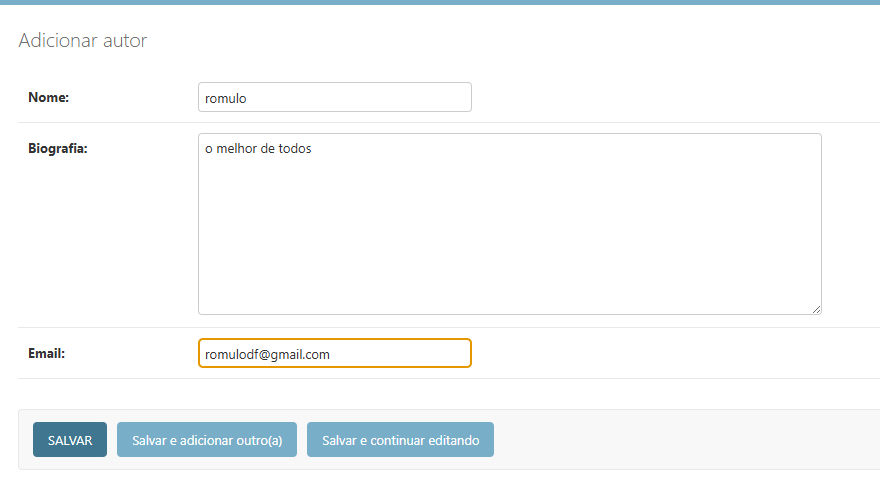 Adicionar autor
Nome:
romulo
Biografia:
o melhor de todos
Email:
romulodf@gmail.com
SALVAR
Salvar e adicionar outro(a)
Salvar e continuar editando